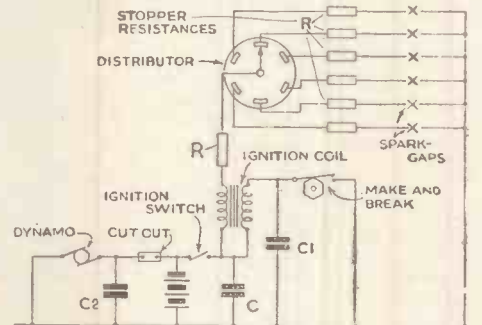 STOPPER
RESISTANCES
R
DISTRIBUTOR
SPARK-
GAPS
R
IGNITION COIL
MAKE AND
BREAK
IGNITION
SWITCH
DYNAMO
CUT OUT
C1
C2
C